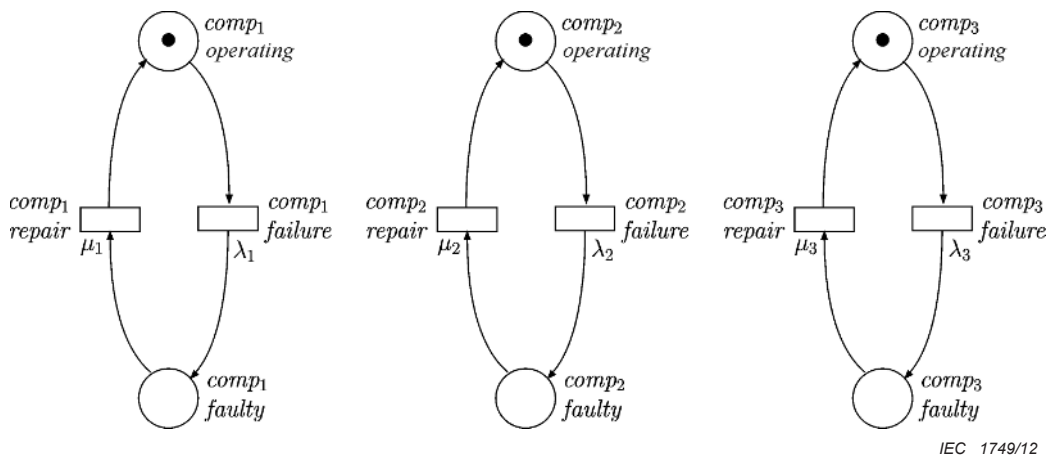 comp₁
operating
comp₂
operating
comp₃
operating
comp₁
repair
μ₁
comp₁
failure
λ₁
comp₂
repair
μ₂
comp₂
failure
λ₂
comp₃
repair
μ₃
comp₃
failure
λ₃
comp₁
faulty
comp₂
faulty
comp₃
faulty
IEC 1749/12